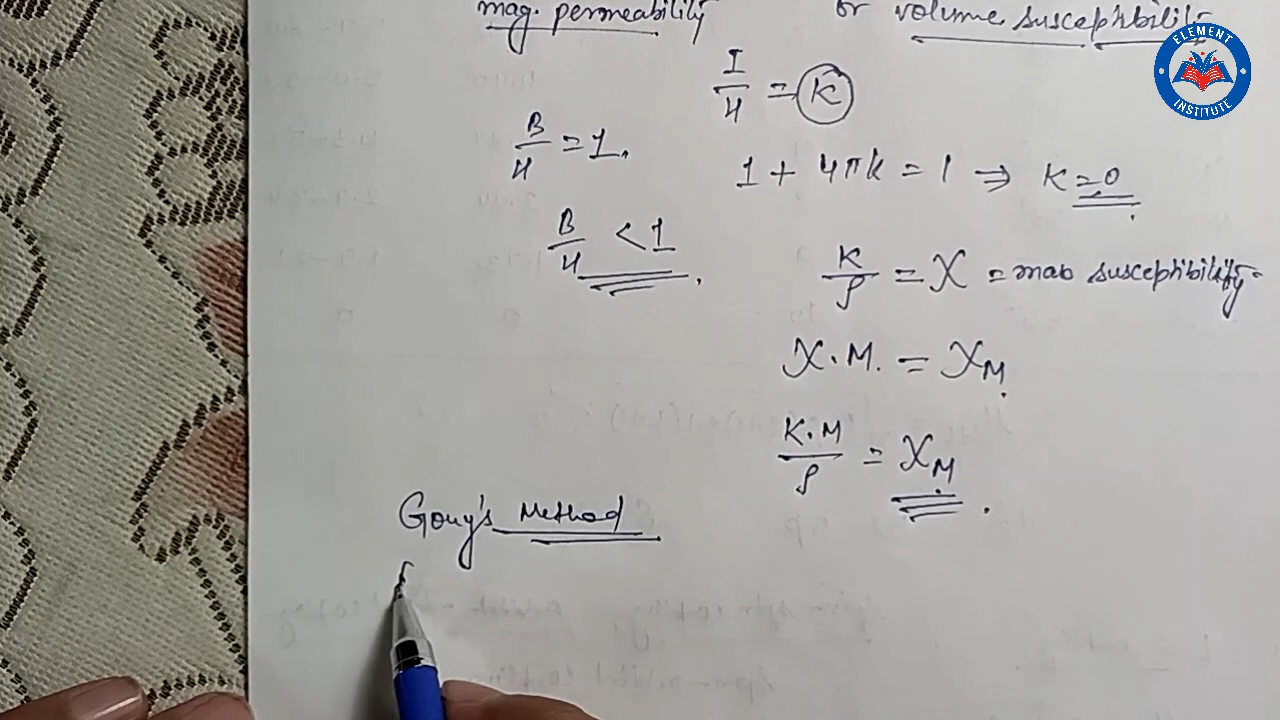 mag. permeability or volume susceptibility
ELEMENT INSTITUTE
I/H = K
B/H = 1.
1 + 4πk = 1 ⇒ K = 0.
B/H < 1.
K/ρ = χ = mass susceptibility.
χ.M. = χM.
K.M/ρ = χM.
Gouy's Method